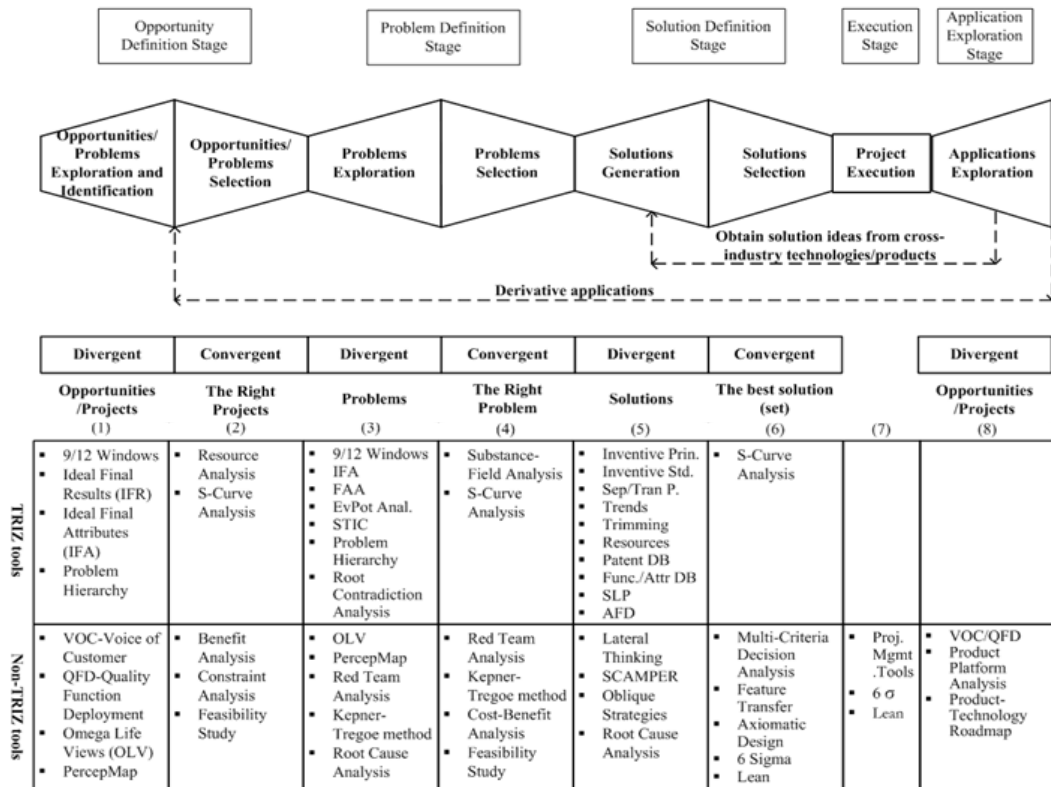 Opportunity
Definition Stage
Problem Definition
Stage
Solution Definition
Stage
Execution
Stage
Application
Exploration
Stage
Opportunities/
Problems
Exploration and
Identification
Opportunities/
Problems
Selection
Problems
Exploration
Problems
Selection
Solutions
Generation
Solutions
Selection
Project
Execution
Applications
Exploration
Obtain solution ideas from cross-
industry technologies/products
Derivative applications
Divergent
Convergent
Divergent
Convergent
Divergent
Convergent
Divergent
Opportunities
/Projects
(1)
The Right
Projects
(2)
Problems
(3)
The Right
Problem
(4)
Solutions
(5)
The best solution
(set)
(6)
(7)
Opportunities
/Projects
(8)
TRIZ tools
▪ 9/12 Windows
▪ Ideal Final
Results (IFR)
▪ Ideal Final
Attributes
(IFA)
▪ Problem
Hierarchy
▪ Resource
Analysis
▪ S-Curve
Analysis
▪ 9/12 Windows
▪ IFA
▪ FAA
▪ EvPot Anal.
▪ STIC
▪ Problem
Hierarchy
▪ Root
Contradiction
Analysis
▪ Substance-
Field Analysis
▪ S-Curve
Analysis
▪ Inventive Prin.
▪ Inventive Std.
▪ Sep/Tran P.
▪ Trends
▪ Trimming
▪ Resources
▪ Patent DB
▪ Func./Attr DB
▪ SLP
▪ AFD
▪ S-Curve
Analysis
Non-TRIZ tools
▪ VOC-Voice of
Customer
▪ QFD-Quality
Function
Deployment
▪ Omega Life
Views (OLV)
▪ PercepMap
▪ Benefit
Analysis
▪ Constraint
Analysis
▪ Feasibility
Study
▪ OLV
▪ PercepMap
▪ Red Team
Analysis
▪ Kepner-
Tregoe method
▪ Root Cause
Analysis
▪ Red Team
Analysis
▪ Kepner-
Tregoe method
▪ Cost-Benefit
Analysis
▪ Feasibility
Study
▪ Lateral
Thinking
▪ SCAMPER
▪ Oblique
Strategies
▪ Root Cause
Analysis
▪ Multi-Criteria
Decision
Analysis
▪ Feature
Transfer
▪ Axiomatic
Design
▪ 6 Sigma
▪ Lean
▪ Proj.
Mgmt
.Tools
▪ 6 σ
▪ Lean
▪ VOC/QFD
▪ Product
Platform
Analysis
▪ Product-
Technology
Roadmap